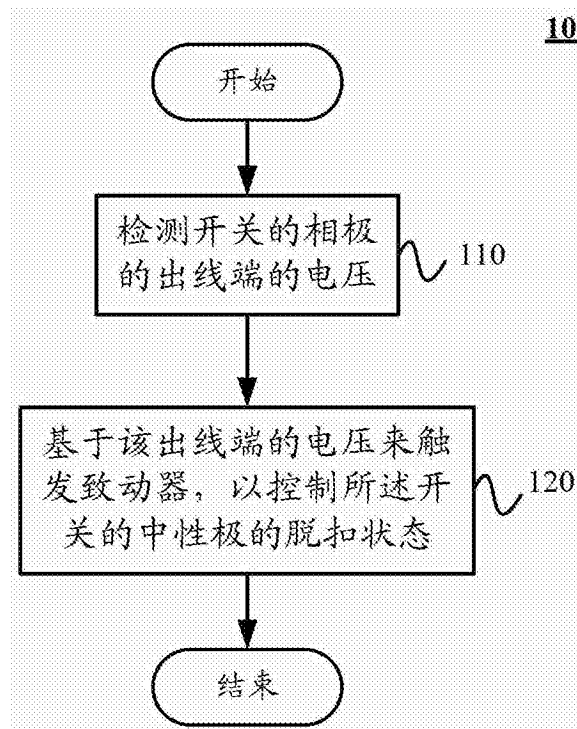 10
开始
检测开关的相极
的出线端的电压
110
基于该出线端的电压来触
发致动器，以控制所述开
关的中性极的脱扣状态
120
结束